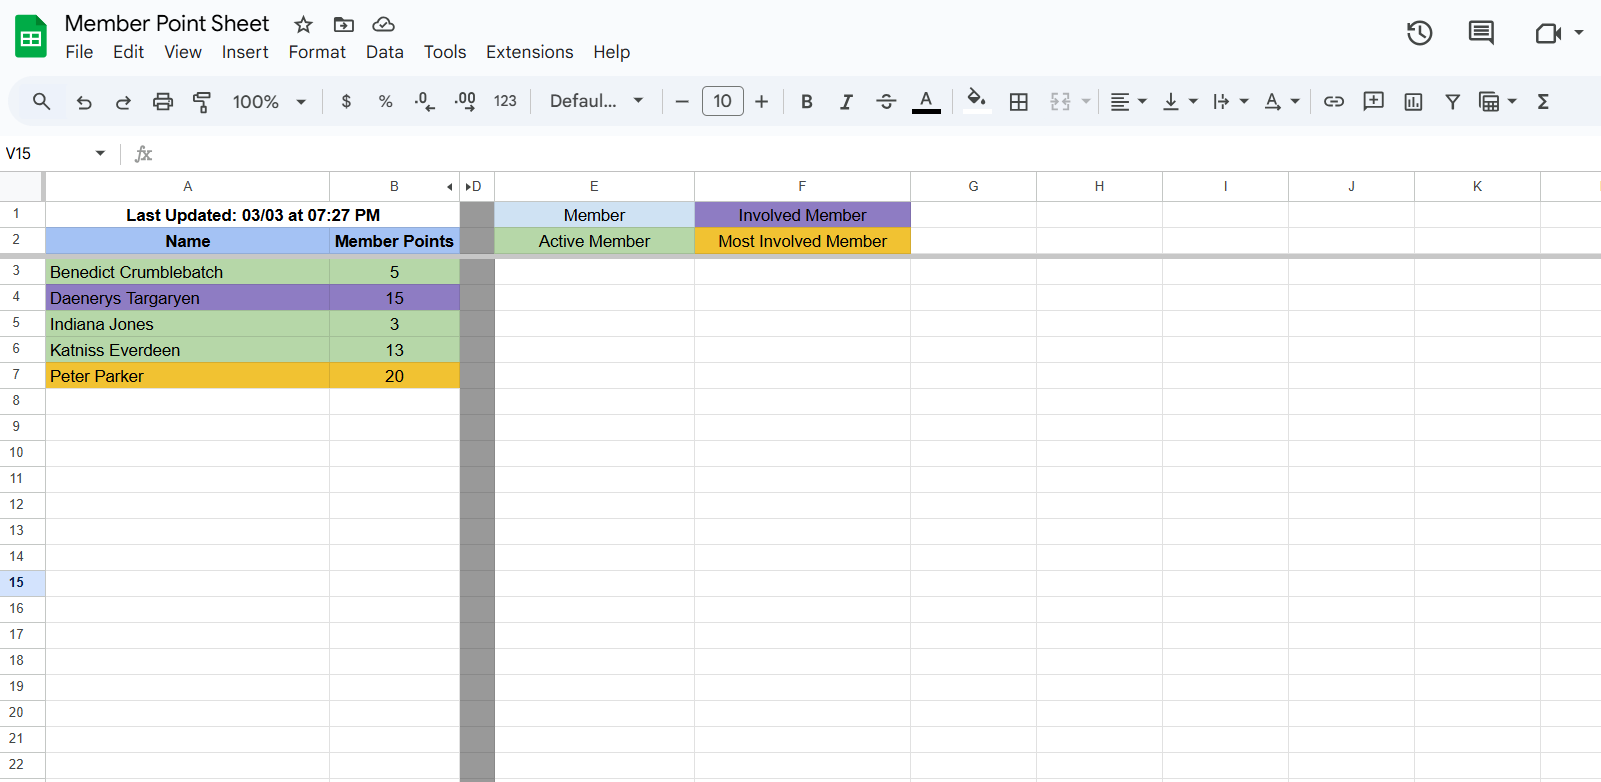 Member Point Sheet
File Edit View Insert Format Data Tools Extensions Help
100% $ % .0 .00 123 Defaul... − 10 + B I S A Σ
V15 fx
A B D E F G H I J K
1 Last Updated: 03/03 at 07:27 PM Member Involved Member
2 Name Member Points Active Member Most Involved Member
3 Benedict Crumblebatch 5
4 Daenerys Targaryen 15
5 Indiana Jones 3
6 Katniss Everdeen 13
7 Peter Parker 20
8
9
10
11
12
13
14
15
16
17
18
19
20
21
22